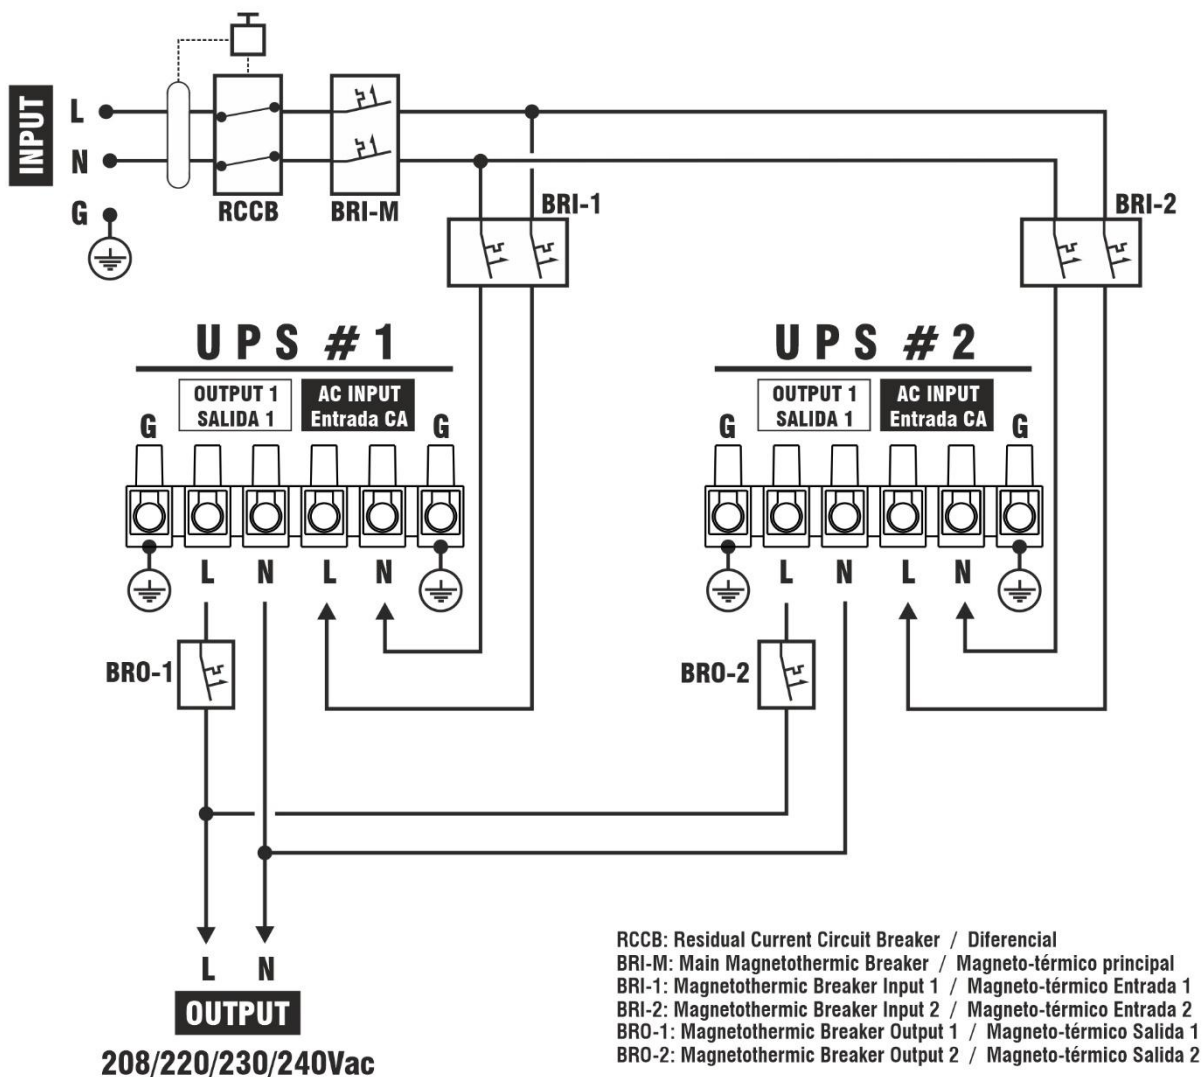 INPUT
L
N
G
RCCB
BRI-M
BRI-1
BRI-2
UPS #1
OUTPUT 1
SALIDA 1
AC INPUT
Entrada CA
G
G
L
N
L
N
BRO-1
UPS #2
OUTPUT 1
SALIDA 1
AC INPUT
Entrada CA
G
G
L
N
L
N
BRO-2
L
N
OUTPUT
208/220/230/240Vac
RCCB: Residual Current Circuit Breaker / Diferencial
BRI-M: Main Magnetothermic Breaker / Magneto-térmico principal
BRI-1: Magnetothermic Breaker Input 1 / Magneto-térmico Entrada 1
BRI-2: Magnetothermic Breaker Input 2 / Magneto-térmico Entrada 2
BRO-1: Magnetothermic Breaker Output 1 / Magneto-térmico Salida 1
BRO-2: Magnetothermic Breaker Output 2 / Magneto-térmico Salida 2